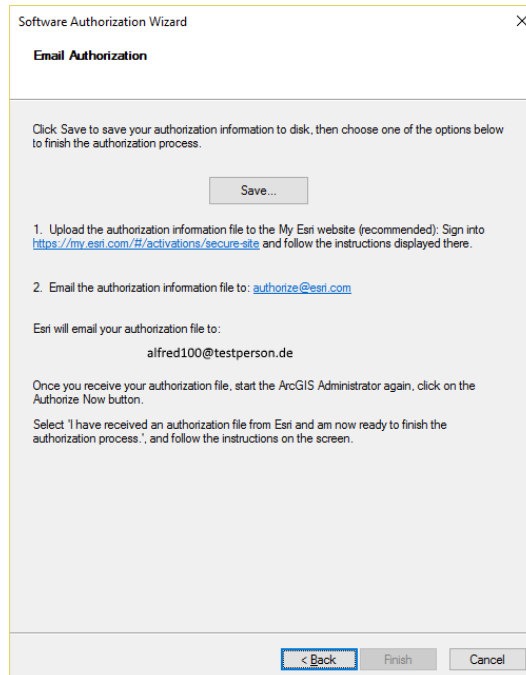 Software Authorization Wizard
Email Authorization
Click Save to save your authorization information to disk, then choose one of the options below
to finish the authorization process.
Save...
1. Upload the authorization information file to the My Esri website (recommended): Sign into
https://my.esri.com/#/activations/secure-site and follow the instructions displayed there.
2. Email the authorization information file to: authorize@esri.com
Esri will email your authorization file to:
alfred100@testperson.de
Once you receive your authorization file, start the ArcGIS Administrator again, click on the
Authorize Now button.
Select 'I have received an authorization file from Esri and am now ready to finish the
authorization process.', and follow the instructions on the screen.
< Back
Finish
Cancel